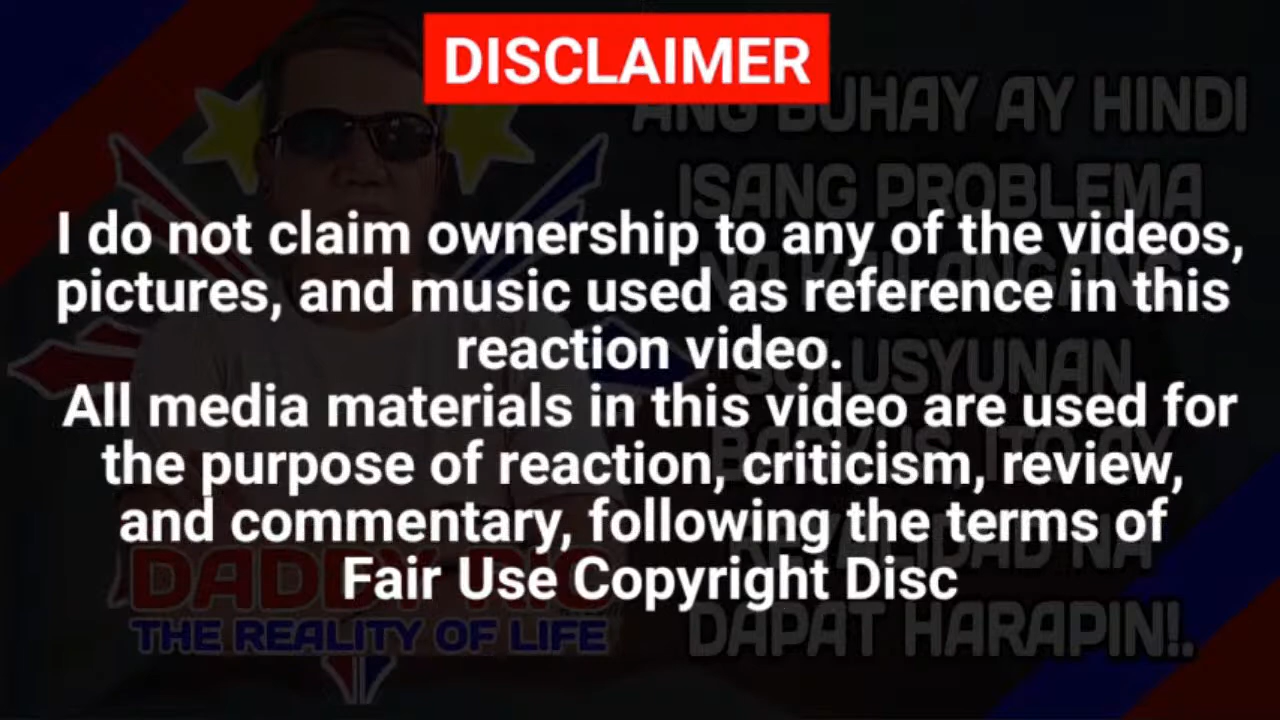 DISCLAIMER
ANG BUHAY AY HINDI
ISANG PROBLEMA
I do not claim ownership to any of the videos,
pictures, and music used as reference in this
reaction video.
All media materials in this video are used for
the purpose of reaction, criticism, review,
and commentary, following the terms of
Fair Use Copyright Disc
DADDY
THE REALITY OF LIFE
DAPAT HARAPIN!.